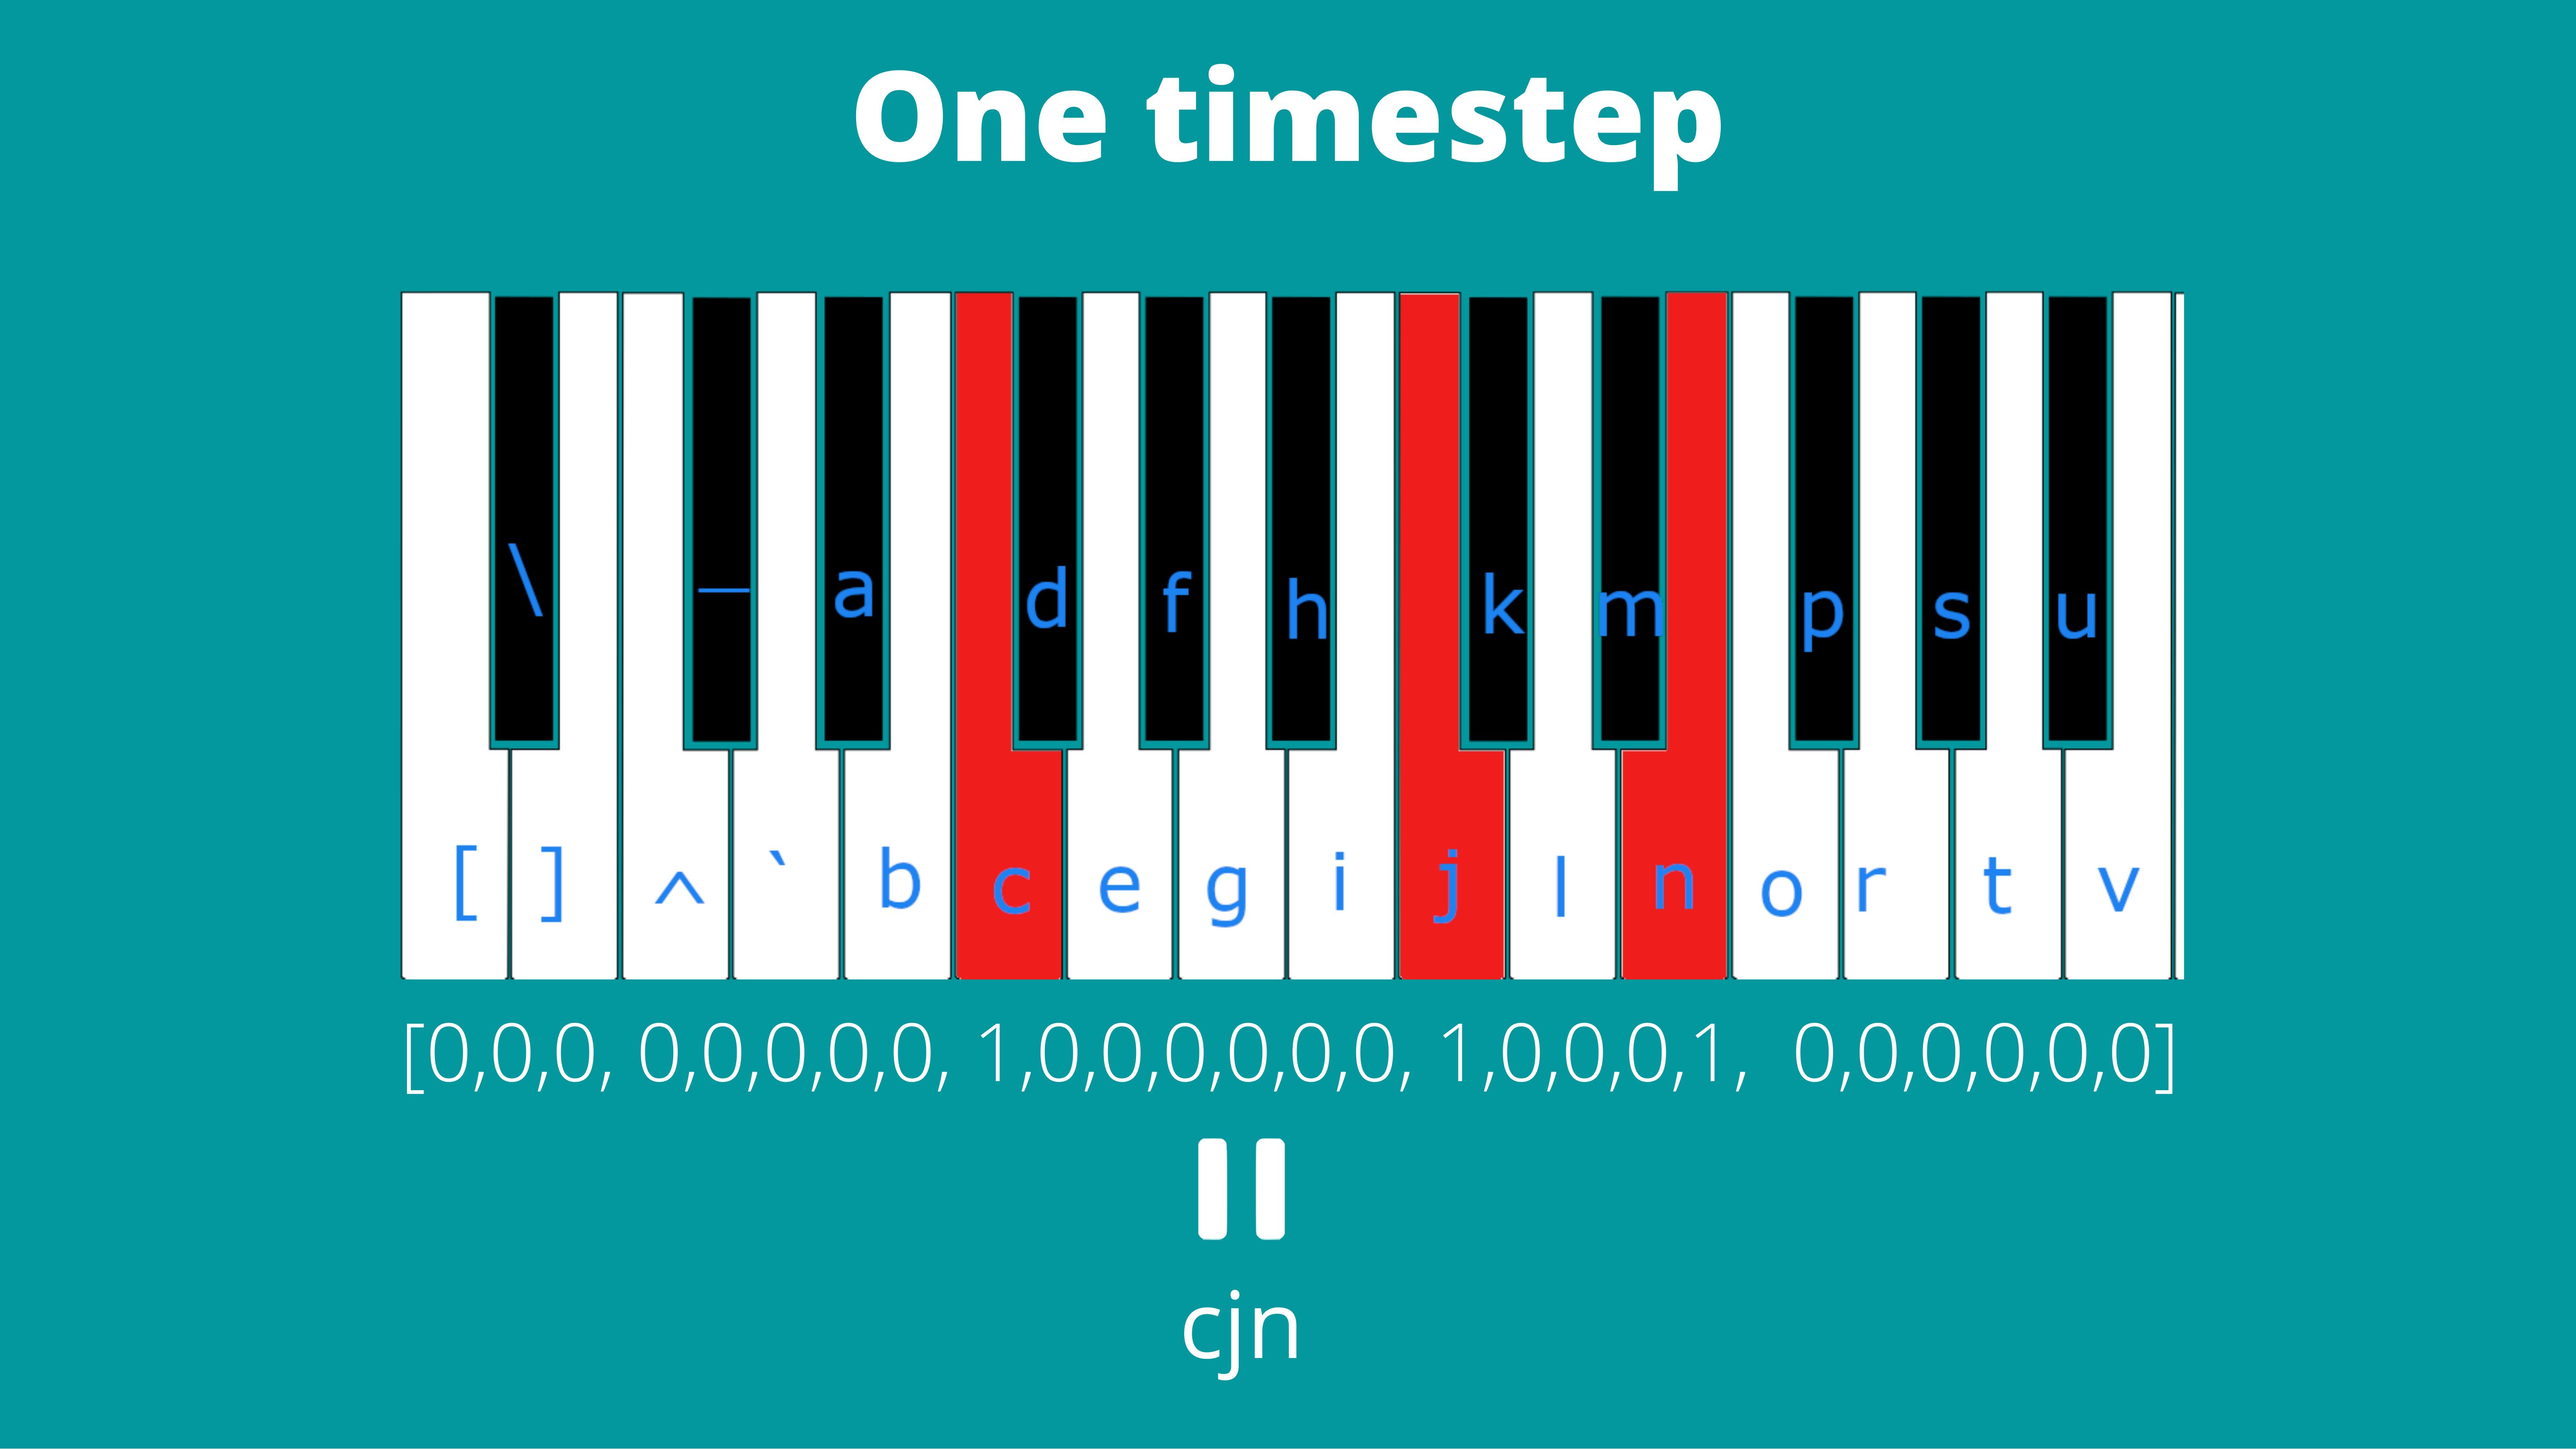 One timestep
\ _ a d f h k m p s u
[ ] ^ ` b c e g i j l n o r t v
[0,0,0, 0,0,0,0,0, 1,0,0,0,0,0,0, 1,0,0,0,1,  0,0,0,0,0,0]
cjn